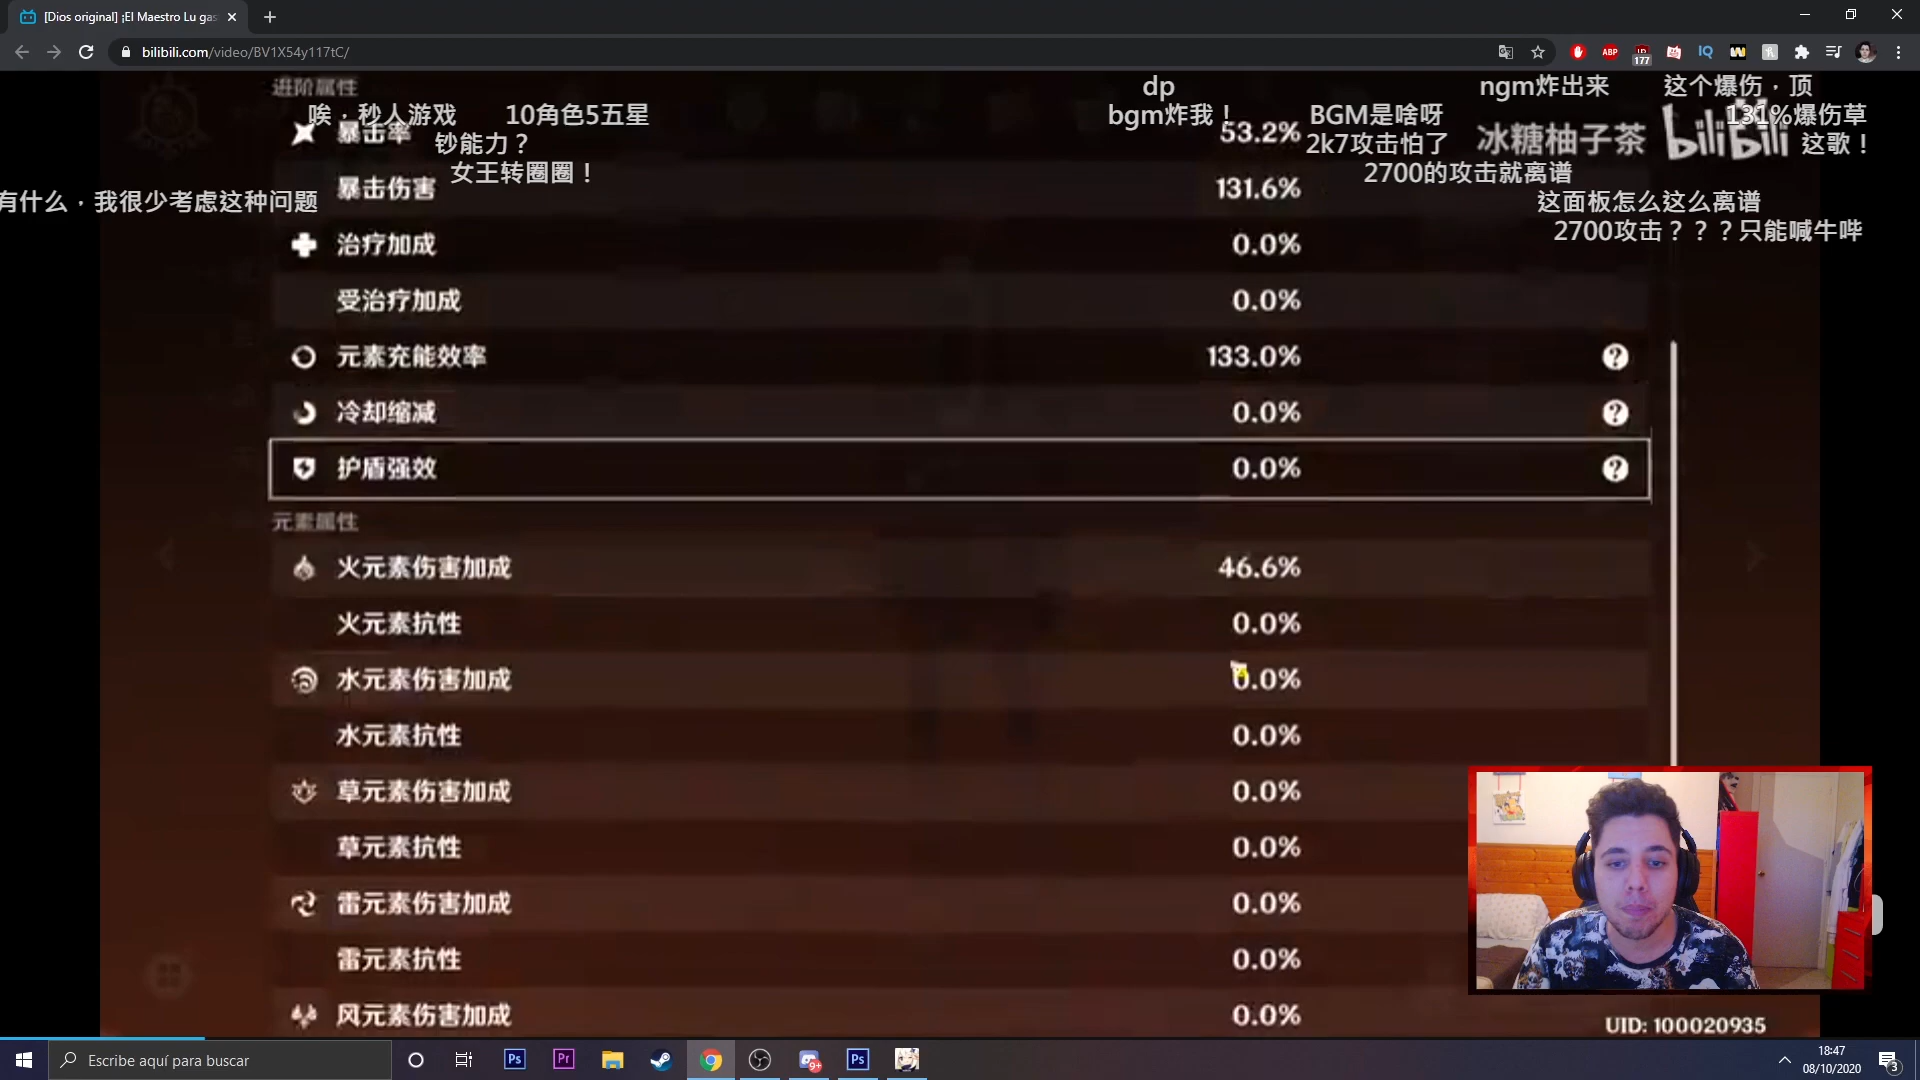 [Dios original] ¡El Maestro Lu gas
bilibili.com/video/BV1X54y117tC/
ABP
177
IQ
进阶属性
dp
ngm炸出来
这个爆伤，顶
唉，秒人游戏
10角色5五星
bgm炸我！
BGM是啥呀
131%爆伤草
暴击率
53.2%
钞能力？
2k7攻击怕了
冰糖柚子茶
bilibili
这歌！
女王转圈圈！
2700的攻击就离谱
暴击伤害
131.6%
有什么，我很少考虑这种问题
这面板怎么这么离谱
2700攻击？？？只能喊牛哔
治疗加成
0.0%
受治疗加成
0.0%
元素充能效率
133.0%
?
冷却缩减
0.0%
?
护盾强效
0.0%
?
元素属性
火元素伤害加成
46.6%
火元素抗性
0.0%
水元素伤害加成
0.0%
水元素抗性
0.0%
草元素伤害加成
0.0%
草元素抗性
0.0%
雷元素伤害加成
0.0%
雷元素抗性
0.0%
风元素伤害加成
0.0%
UID: 100020935
Escribe aquí para buscar
Ps
Pr
9+
Ps
18:47
08/10/2020
3